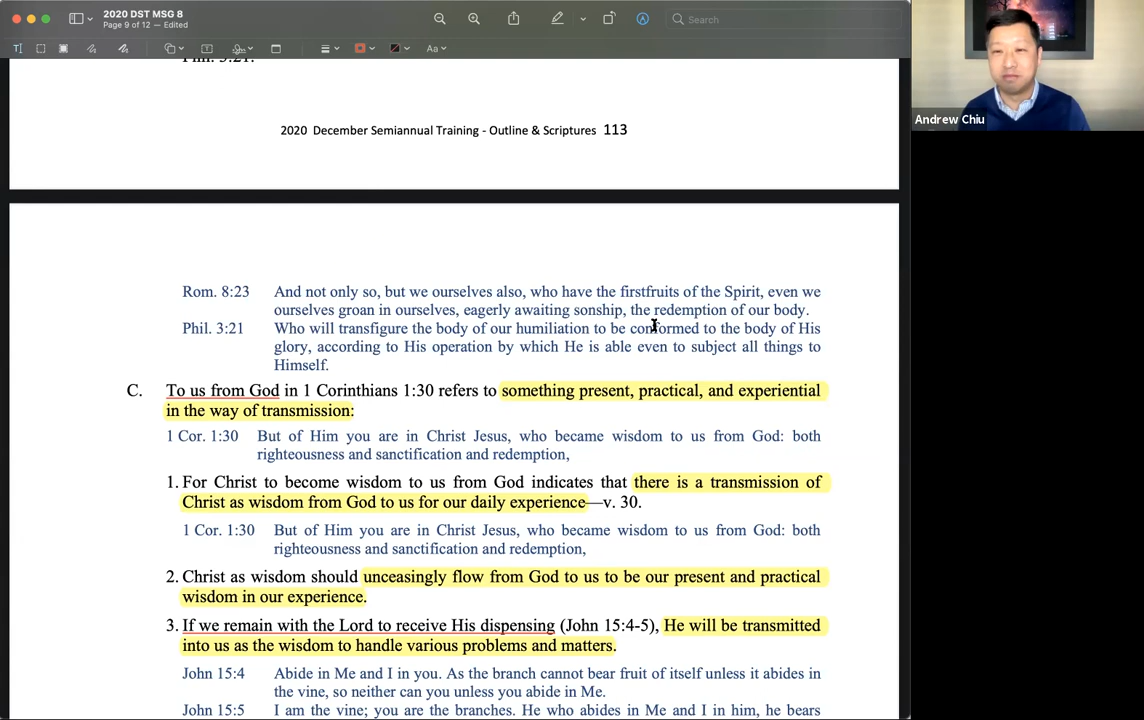 2020 DST MSG 8
Page 9 of 12 — Edited
Search
Phil. 3:21.
2020 December Semiannual Training - Outline & Scriptures 113
Andrew Chiu
Rom. 8:23 And not only so, but we ourselves also, who have the firstfruits of the Spirit, even we
ourselves groan in ourselves, eagerly awaiting sonship, the redemption of our body.
Phil. 3:21 Who will transfigure the body of our humiliation to be conformed to the body of His
glory, according to His operation by which He is able even to subject all things to
Himself.
C. To us from God in 1 Corinthians 1:30 refers to something present, practical, and experiential
in the way of transmission:
1 Cor. 1:30 But of Him you are in Christ Jesus, who became wisdom to us from God: both
righteousness and sanctification and redemption,
1. For Christ to become wisdom to us from God indicates that there is a transmission of
Christ as wisdom from God to us for our daily experience—v. 30.
1 Cor. 1:30 But of Him you are in Christ Jesus, who became wisdom to us from God: both
righteousness and sanctification and redemption,
2. Christ as wisdom should unceasingly flow from God to us to be our present and practical
wisdom in our experience.
3. If we remain with the Lord to receive His dispensing (John 15:4-5), He will be transmitted
into us as the wisdom to handle various problems and matters.
John 15:4 Abide in Me and I in you. As the branch cannot bear fruit of itself unless it abides in
the vine, so neither can you unless you abide in Me.
John 15:5 I am the vine; you are the branches. He who abides in Me and I in him, he bears